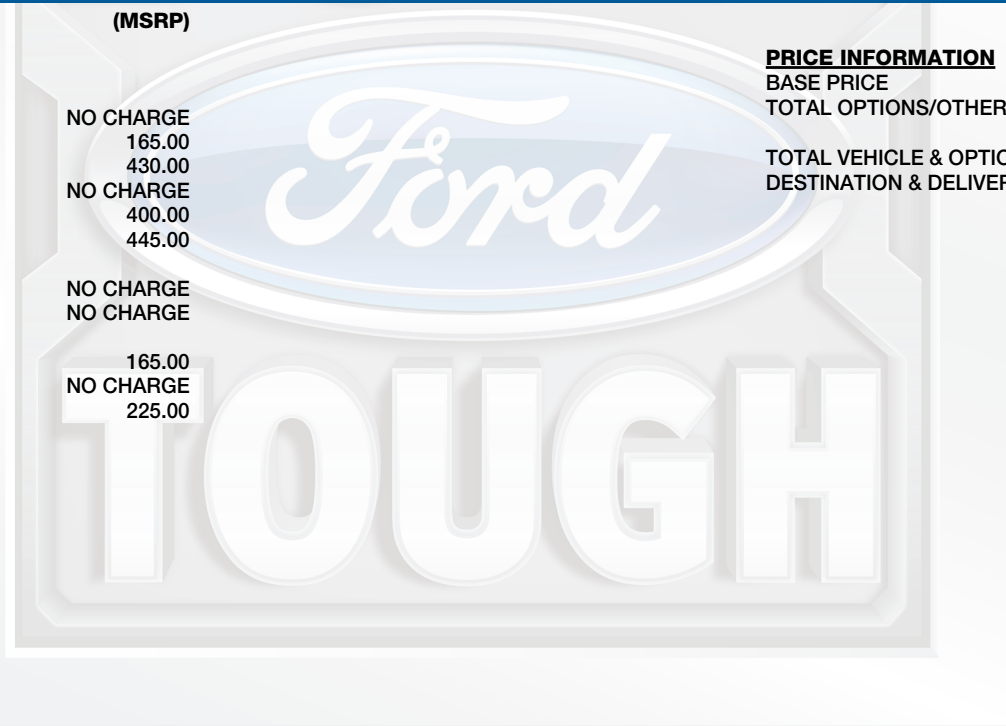 (MSRP)
NO CHARGE
165.00
430.00
NO CHARGE
400.00
445.00
NO CHARGE
NO CHARGE
165.00
NO CHARGE
225.00
PRICE INFORMATION
BASE PRICE
TOTAL OPTIONS/OTHER
TOTAL VEHICLE & OPTIO
DESTINATION & DELIVER
Ford
TOUGH